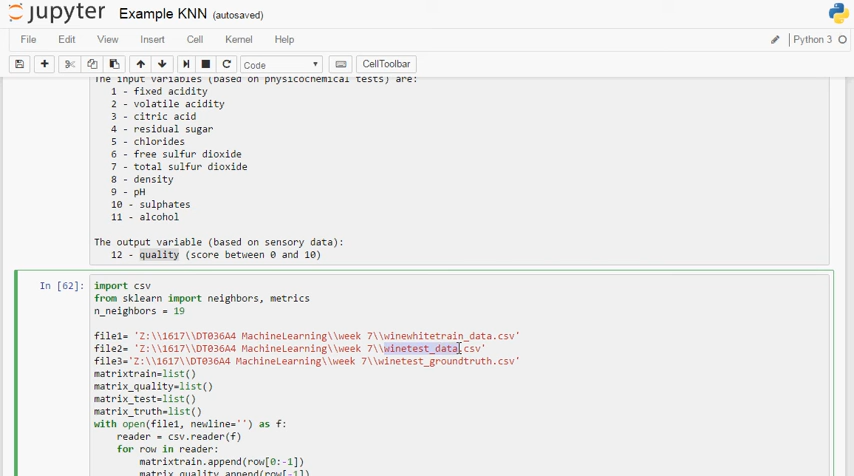 jupyter Example KNN (autosaved)
File Edit View Insert Cell Kernel Help Python 3
Code CellToolbar
The input variables (based on physicochemical tests) are:
1 - fixed acidity
2 - volatile acidity
3 - citric acid
4 - residual sugar
5 - chlorides
6 - free sulfur dioxide
7 - total sulfur dioxide
8 - density
9 - pH
10 - sulphates
11 - alcohol
The output variable (based on sensory data):
12 - quality (score between 0 and 10)
In [62]: import csv
from sklearn import neighbors, metrics
n_neighbors = 19
file1= 'Z:\\1617\\DT036A4 MachineLearning\\week 7\\winewhitetrain_data.csv'
file2= 'Z:\\1617\\DT036A4 MachineLearning\\week 7\\winetest_data.csv'
file3='Z:\\1617\\DT036A4 MachineLearning\\week 7\\winetest_groundtruth.csv'
matrixtrain=list()
matrix_quality=list()
matrix_test=list()
matrix_truth=list()
with open(file1, newline='') as f:
reader = csv.reader(f)
for row in reader:
matrixtrain.append(row[0:-1])
matrix_quality.append(row[-1])